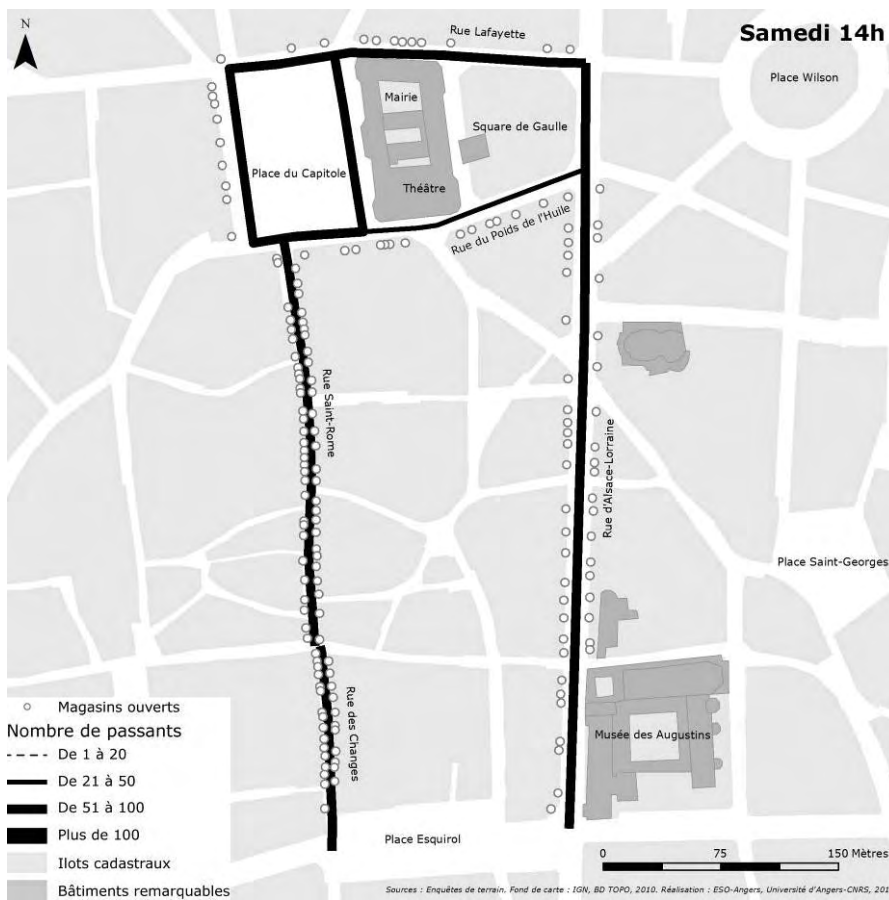 N
Rue Lafayette
Samedi 14h
Place Wilson
Mairie
Square de Gaulle
Place du Capitole
Théâtre
Rue du Poids de l'Huile
Rue Saint-Rome
Rue d'Alsace-Lorraine
Place Saint-Georges
Rue des Changes
Musée des Augustins
Place Esquirol
Magasins ouverts
Nombre de passants
De 1 à 20
De 21 à 50
De 51 à 100
Plus de 100
Ilots cadastraux
Bâtiments remarquables
0 75 150 Mètres
Sources : Enquêtes de terrain. Fond de carte : IGN, BD TOPO, 2010. Réalisation : ESO-Angers, Université d'Angers-CNRS, 201